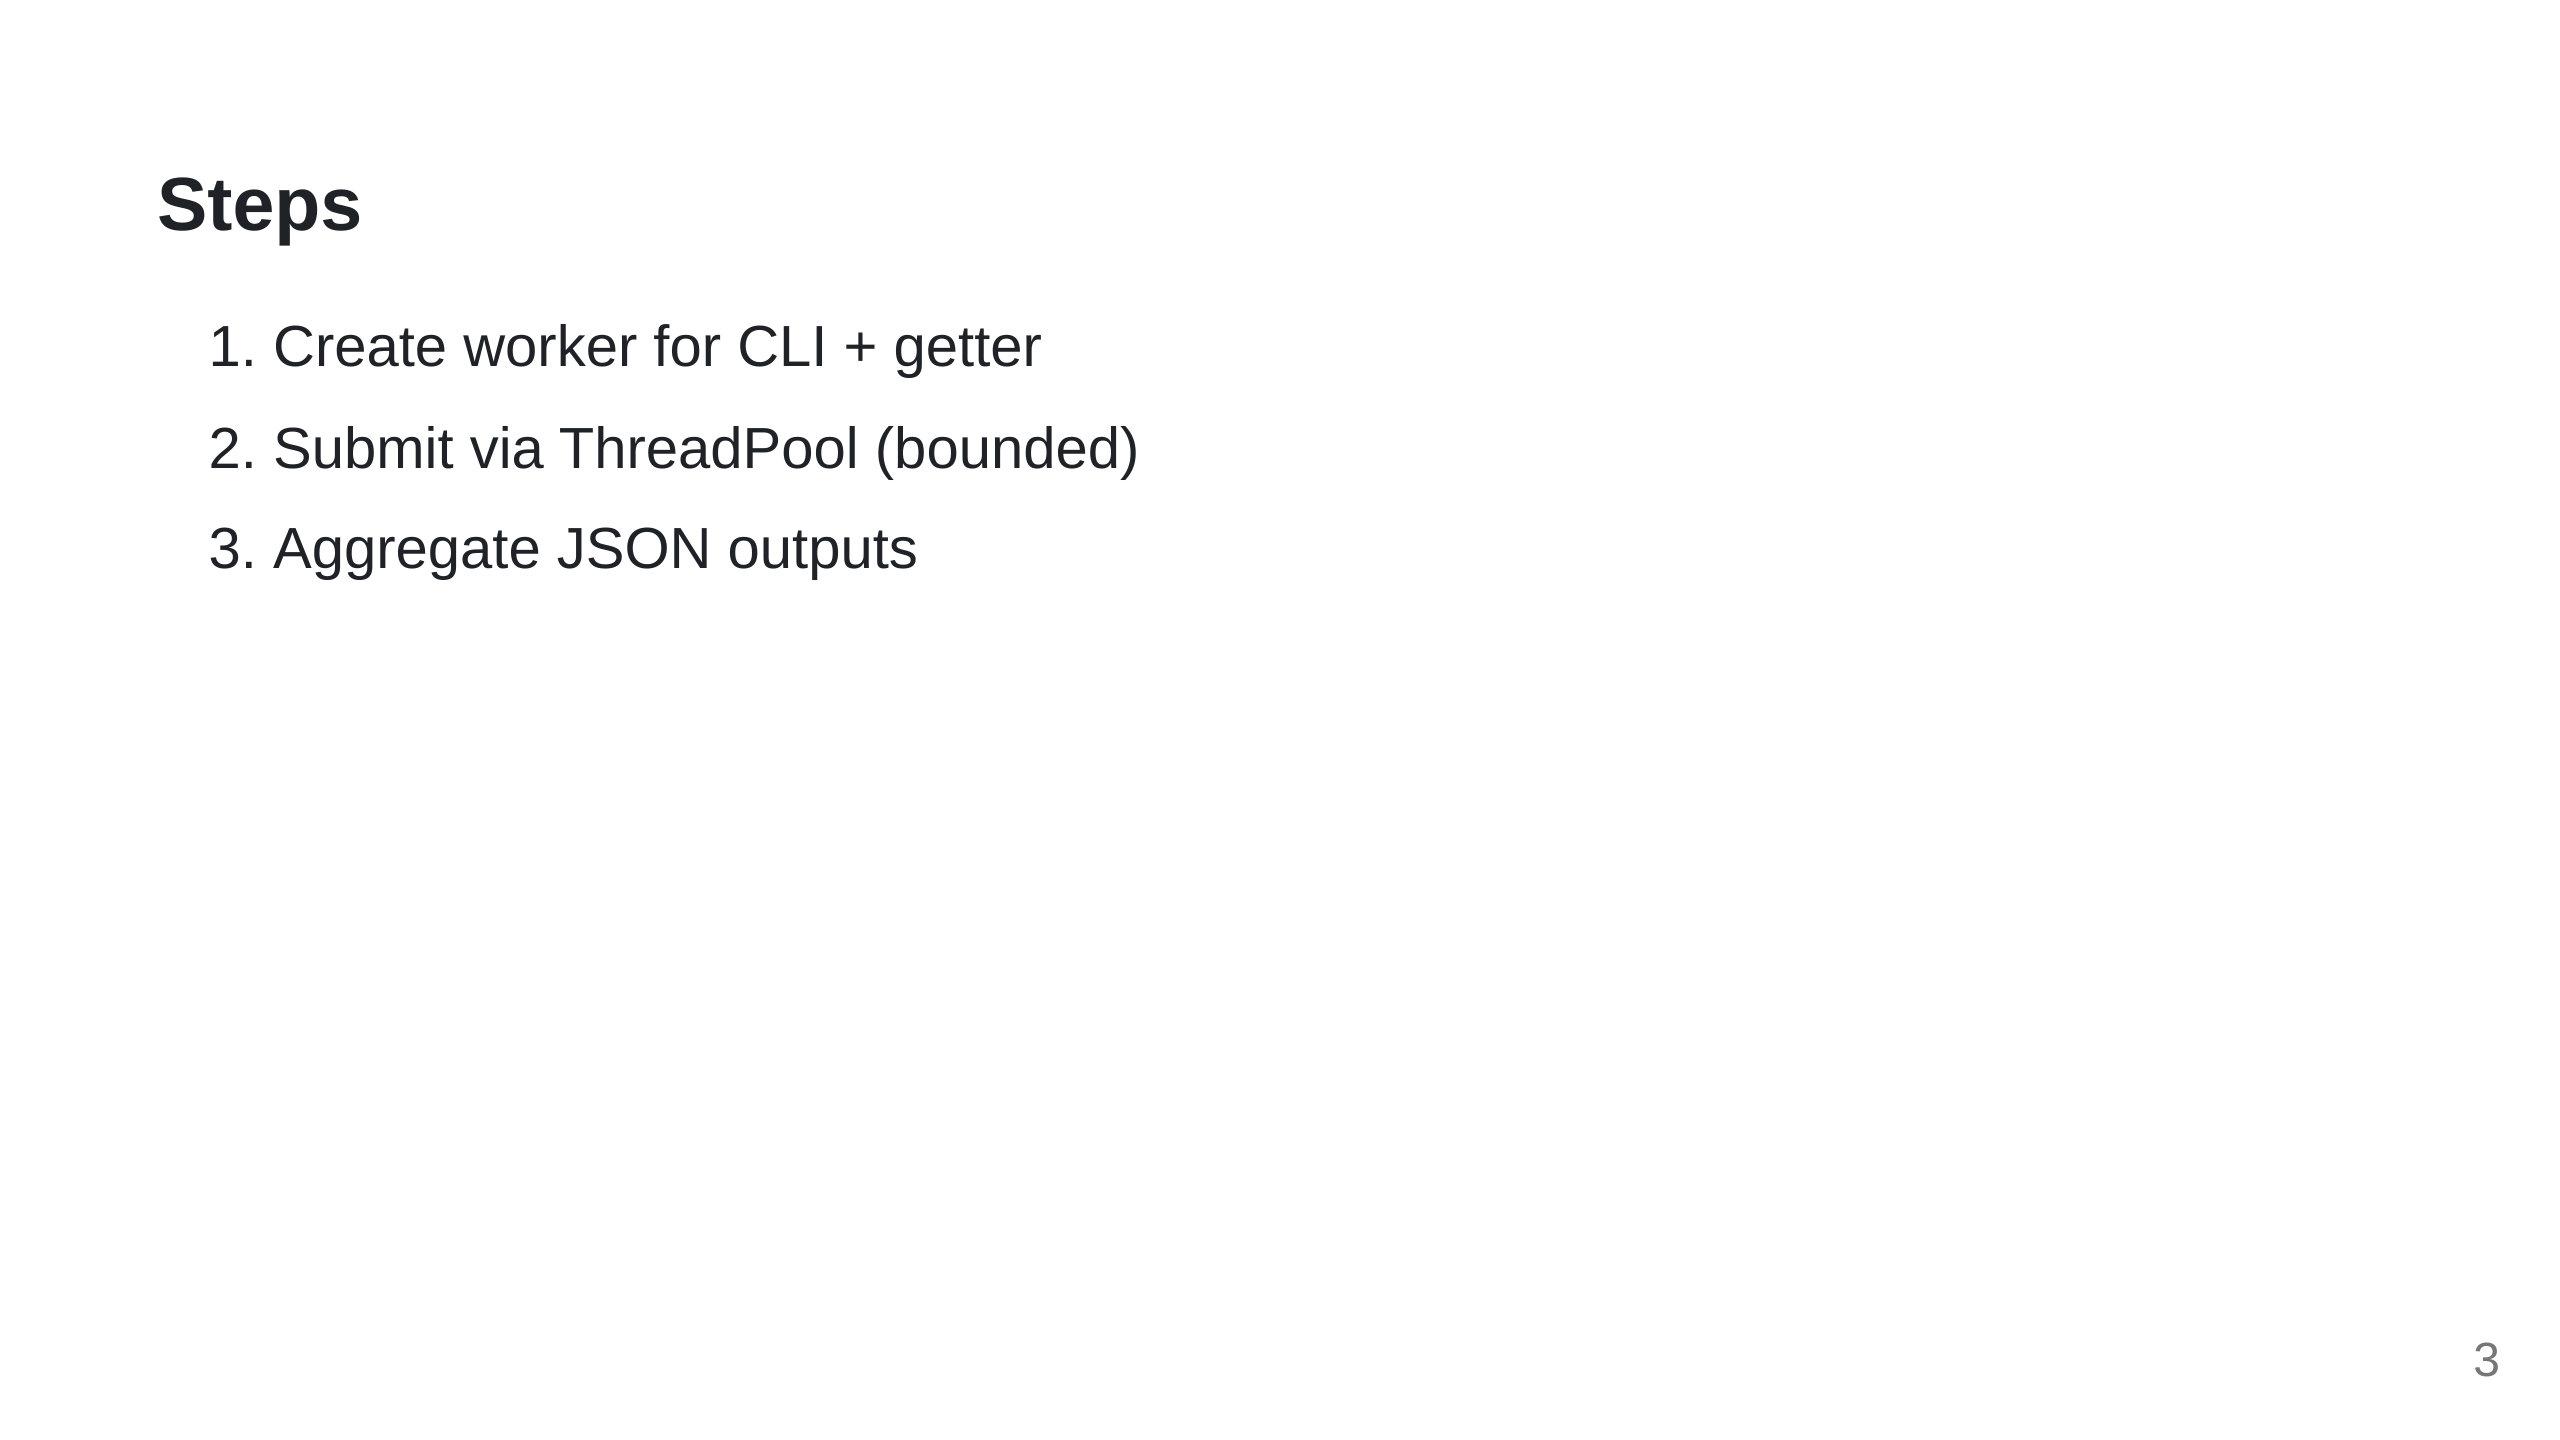 Steps
1. Create worker for CLI + getter
2. Submit via ThreadPool (bounded)
3. Aggregate JSON outputs
3